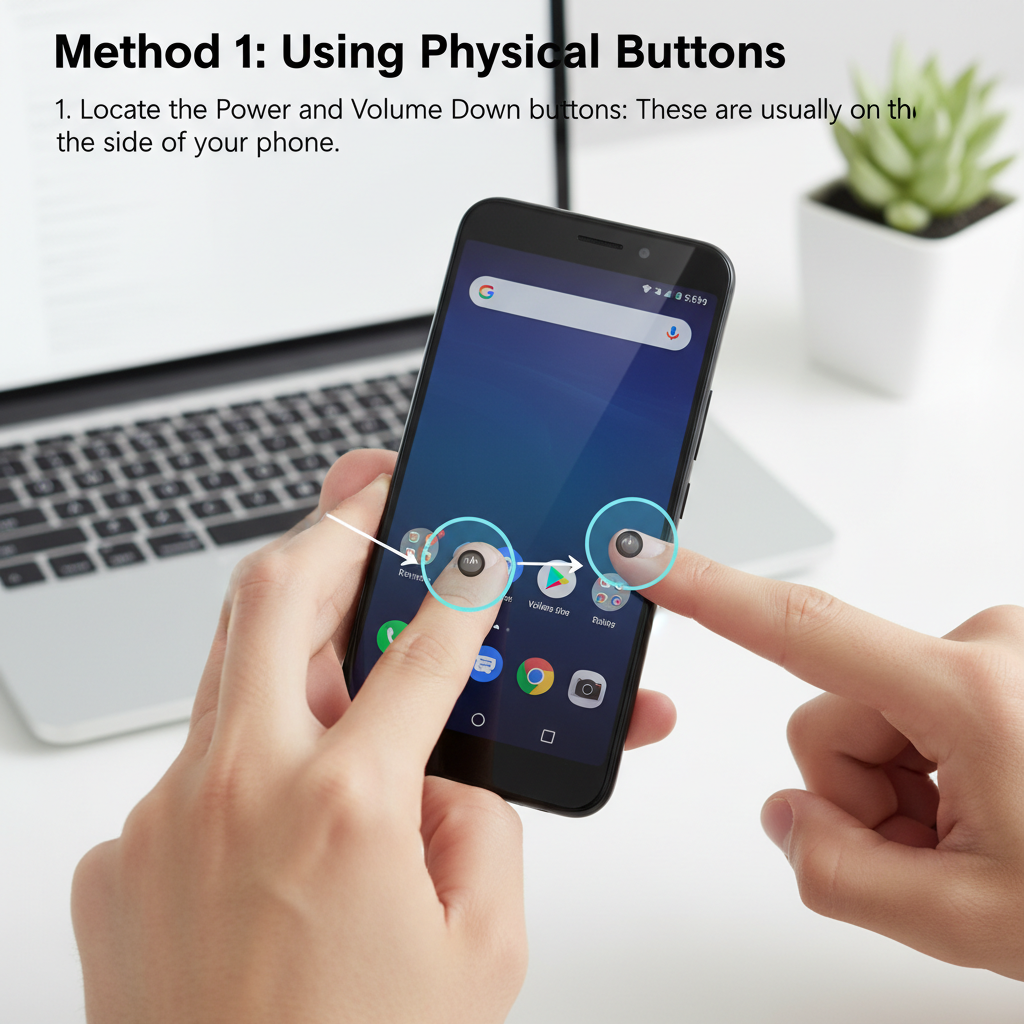 Method 1: Using Physical Buttons
1. Locate the Power and Volume Down buttons: These are usually on the
the side of your phone.